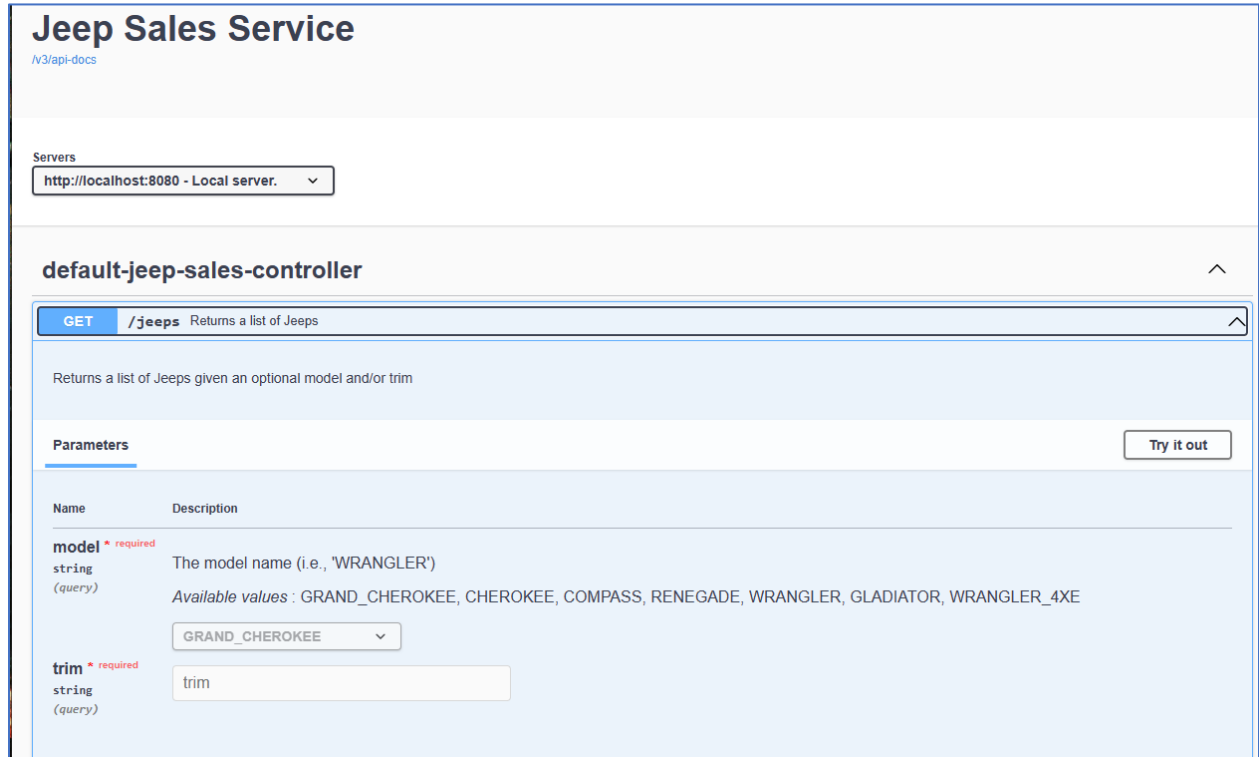 Jeep Sales Service
/v3/api-docs
Servers
http://localhost:8080 - Local server.
default-jeep-sales-controller
GET /jeeps Returns a list of Jeeps
Returns a list of Jeeps given an optional model and/or trim
Parameters Try it out
Name Description
model * required
string
(query)
The model name (i.e., 'WRANGLER')
Available values : GRAND_CHEROKEE, CHEROKEE, COMPASS, RENEGADE, WRANGLER, GLADIATOR, WRANGLER_4XE
GRAND_CHEROKEE
trim * required
string
(query)
trim